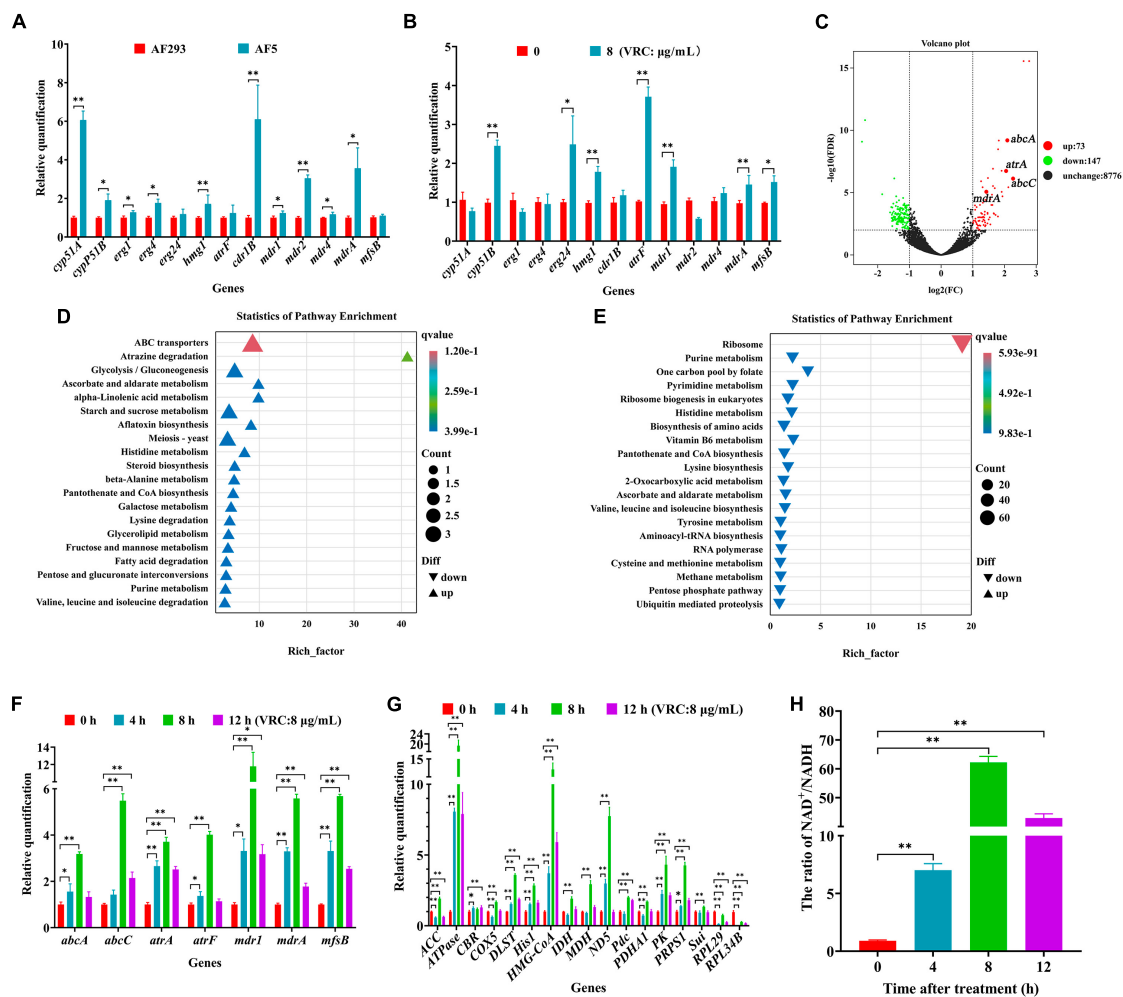 A
AF293
AF5
Relative quantification
10
8
6
4
2
0
**
*
*
*
**
**
*
**
*
*
cyp51A
cypP51B
erg1
erg4
erg24
hmg1
atrF
cdr1B
mdr1
mdr2
mdr4
mdrA
mfsB
Genes
B
0
8 (VRC: μg/mL)
Relative quantification
5
4
3
2
1
0
**
*
**
**
**
**
*
cyp51A
cyp51B
erg1
erg4
erg24
hmg1
cdr1B
atrF
mdr1
mdr2
mdr4
mdrA
mfsB
Genes
C
Volcano plot
-log10(FDR)
15
10
5
0
abcA
atrA
abcC
mdrA
-2
-1
0
1
2
3
log2(FC)
up:73
down:147
unchange:8776
D
Statistics of Pathway Enrichment
ABC transporters
Atrazine degradation
Glycolysis / Gluconeogenesis
Ascorbate and aldarate metabolism
alpha-Linolenic acid metabolism
Starch and sucrose metabolism
Aflatoxin biosynthesis
Meiosis - yeast
Histidine metabolism
Steroid biosynthesis
beta-Alanine metabolism
Pantothenate and CoA biosynthesis
Galactose metabolism
Lysine degradation
Glycerolipid metabolism
Fructose and mannose metabolism
Fatty acid degradation
Pentose and glucuronate interconversions
Purine metabolism
Valine, leucine and isoleucine degradation
10
20
30
40
Rich_factor
qvalue
1.20e-1
2.59e-1
3.99e-1
Count
1
1.5
2
2.5
3
Diff
down
up
E
Statistics of Pathway Enrichment
Ribosome
Purine metabolism
One carbon pool by folate
Pyrimidine metabolism
Ribosome biogenesis in eukaryotes
Histidine metabolism
Biosynthesis of amino acids
Vitamin B6 metabolism
Pantothenate and CoA biosynthesis
Lysine biosynthesis
2-Oxocarboxylic acid metabolism
Ascorbate and aldarate metabolism
Valine, leucine and isoleucine biosynthesis
Tyrosine metabolism
Aminoacyl-tRNA biosynthesis
RNA polymerase
Cysteine and methionine metabolism
Methane metabolism
Pentose phosphate pathway
Ubiquitin mediated proteolysis
0
5
10
15
20
Rich_factor
qvalue
5.93e-91
4.92e-1
9.83e-1
Count
20
40
60
Diff
down
up
F
0 h
4 h
8 h
12 h (VRC:8 μg/mL)
Relative quantification
14
12
8
6
4
2
0
**
*
**
**
**
**
**
**
*
*
**
*
**
**
**
**
**
**
abcA
abcC
atrA
atrF
mdr1
mdrA
mfsB
Genes
G
0 h
4 h
8 h
12 h (VRC:8 μg/mL)
Relative quantification
24
20
10
8
6
4
2
0
ACC
ATPase
CBR
COX5
DLST
His1
HMG-CoA
IDH
MDH
ND5
Pdc
PDHA1
PK
PRPS1
Sui
RPL29
RPL34B
Genes
H
The ratio of NAD+/NADH
80
70
60
50
40
10
5
0
**
**
**
0
4
8
12
Time after treatment (h)